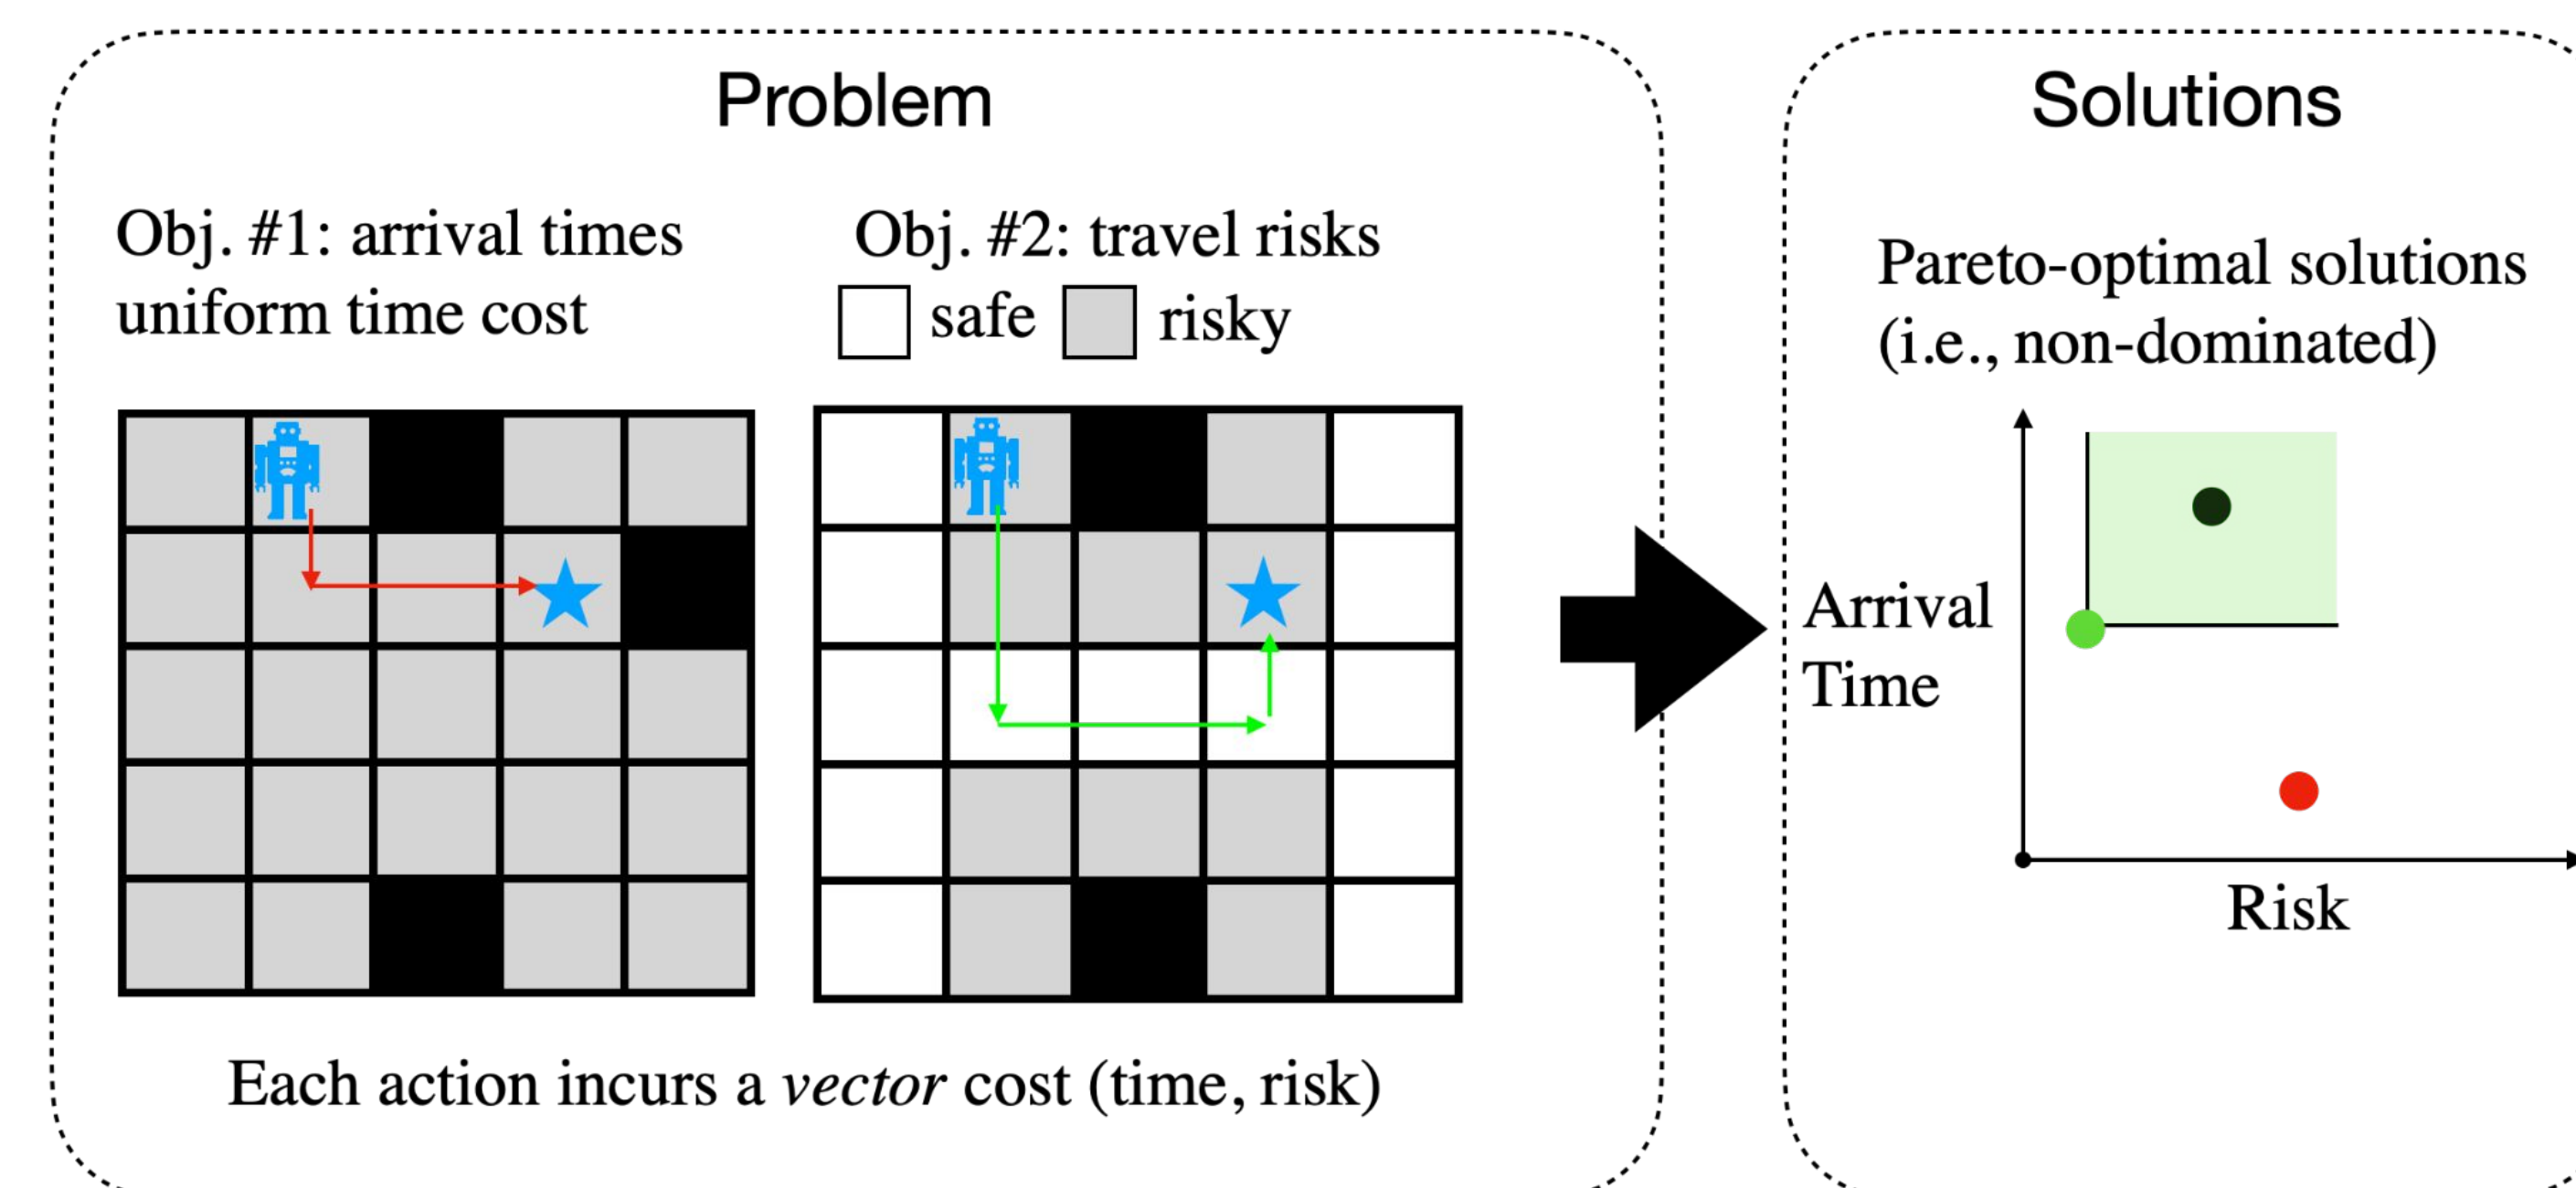 Problem
Obj. #1: arrival times
uniform time cost
Obj. #2: travel risks
safe
risky
Each action incurs a vector cost (time, risk)
Solutions
Pareto-optimal solutions
(i.e., non-dominated)
Arrival
Time
Risk